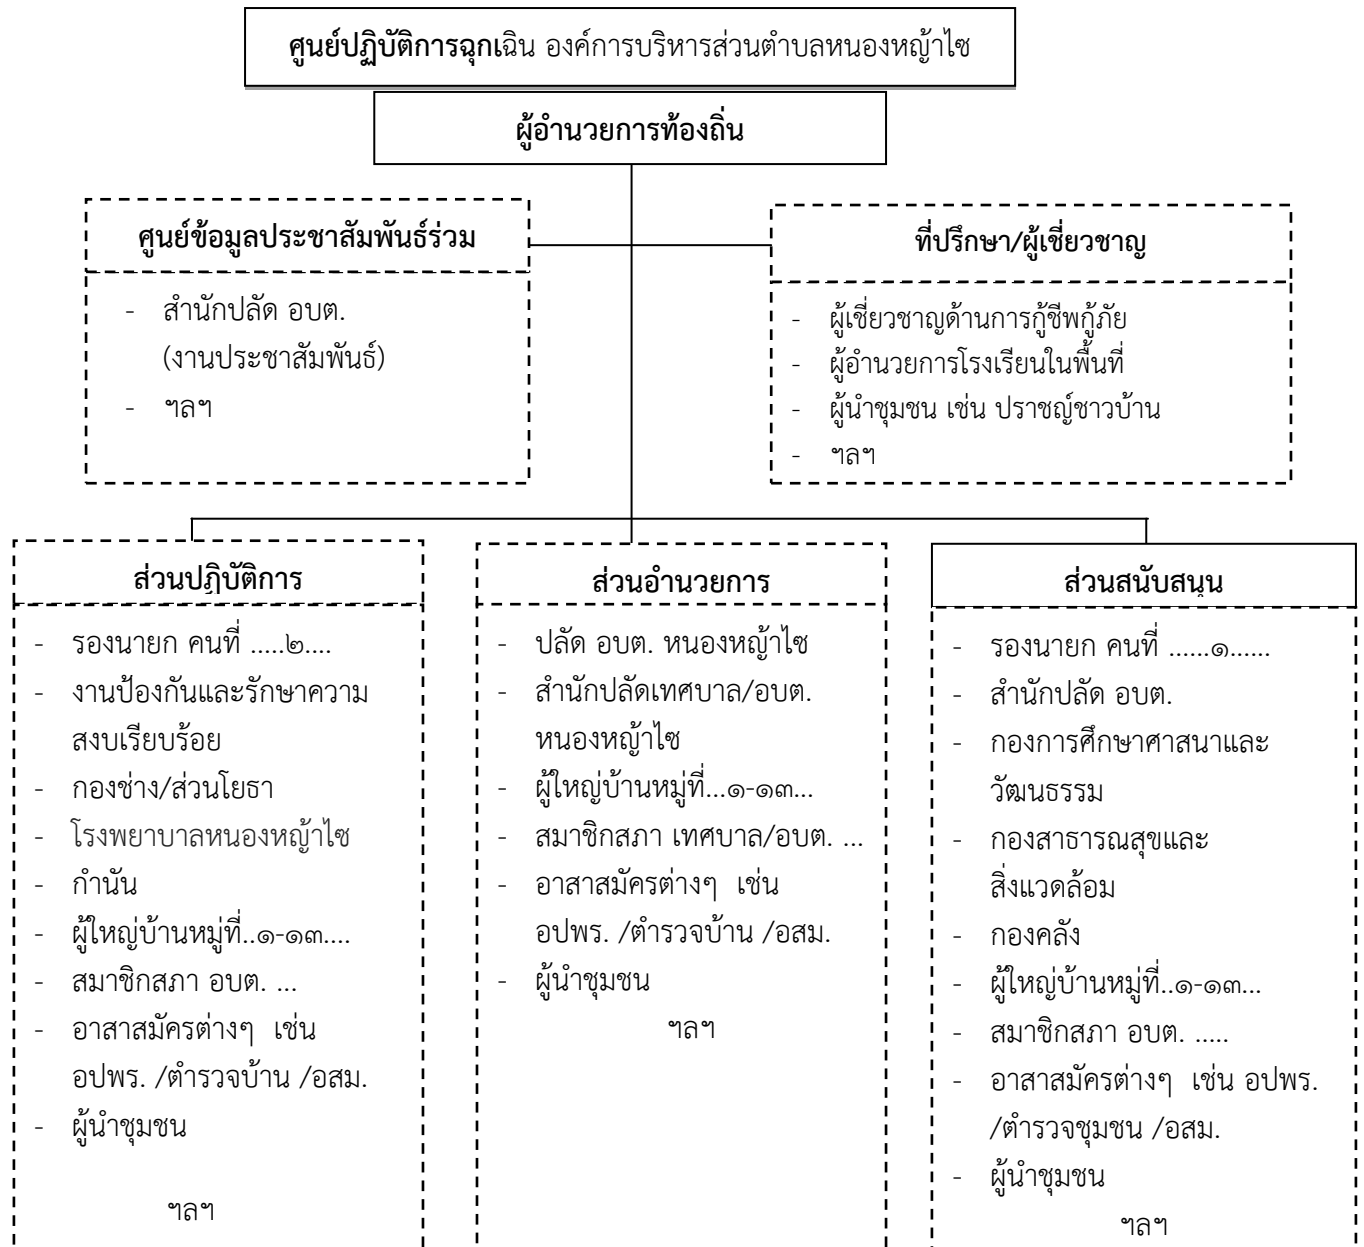 ศูนย์ปฏิบัติการฉุกเฉิน องค์การบริหารส่วนตำบลหนองหญ้าไซ
ผู้อำนวยการท้องถิ่น
ศูนย์ข้อมูลประชาสัมพันธ์ร่วม
- สำนักปลัด อบต.
(งานประชาสัมพันธ์)
- ฯลฯ
ที่ปรึกษา/ผู้เชี่ยวชาญ
- ผู้เชี่ยวชาญด้านการกู้ชีพกู้ภัย
- ผู้อำนวยการโรงเรียนในพื้นที่
- ผู้นำชุมชน เช่น ปราชญ์ชาวบ้าน
- ฯลฯ
ส่วนปฏิบัติการ
- รองนายก คนที่ .....๒....
- งานป้องกันและรักษาความ
สงบเรียบร้อย
- กองช่าง/ส่วนโยธา
- โรงพยาบาลหนองหญ้าไซ
- กำนัน
- ผู้ใหญ่บ้านหมู่ที่..๑-๑๓....
- สมาชิกสภา อบต. ...
- อาสาสมัครต่างๆ เช่น
อปพร. /ตำรวจบ้าน /อสม.
- ผู้นำชุมชน
ฯลฯ
ส่วนอำนวยการ
- ปลัด อบต. หนองหญ้าไซ
- สำนักปลัดเทศบาล/อบต.
หนองหญ้าไซ
- ผู้ใหญ่บ้านหมู่ที่...๑-๑๓...
- สมาชิกสภา เทศบาล/อบต. ...
- อาสาสมัครต่างๆ เช่น
อปพร. /ตำรวจบ้าน /อสม.
- ผู้นำชุมชน
ฯลฯ
ส่วนสนับสนุน
- รองนายก คนที่ ......๑......
- สำนักปลัด อบต.
- กองการศึกษาศาสนาและ
วัฒนธรรม
- กองสาธารณสุขและ
สิ่งแวดล้อม
- กองคลัง
- ผู้ใหญ่บ้านหมู่ที่..๑-๑๓...
- สมาชิกสภา อบต. .....
- อาสาสมัครต่างๆ เช่น อปพร.
/ตำรวจชุมชน /อสม.
- ผู้นำชุมชน
ฯลฯ